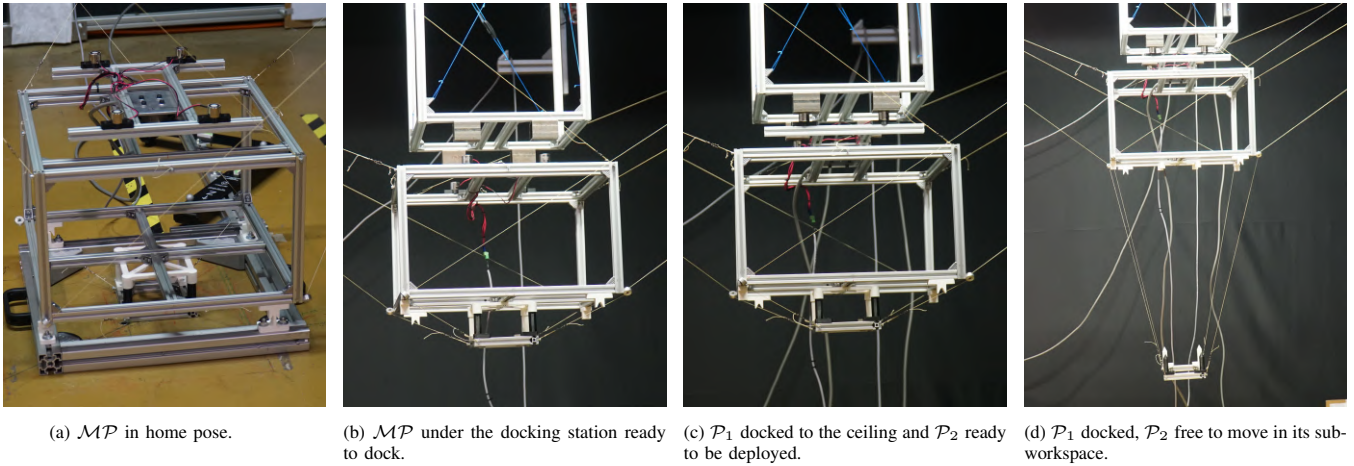 (a) 𝓜𝓟 in home pose.
(b) 𝓜𝓟 under the docking station ready
to dock.
(c) 𝓟₁ docked to the ceiling and 𝓟₂ ready
to be deployed.
(d) 𝓟₁ docked, 𝓟₂ free to move in its sub-
workspace.